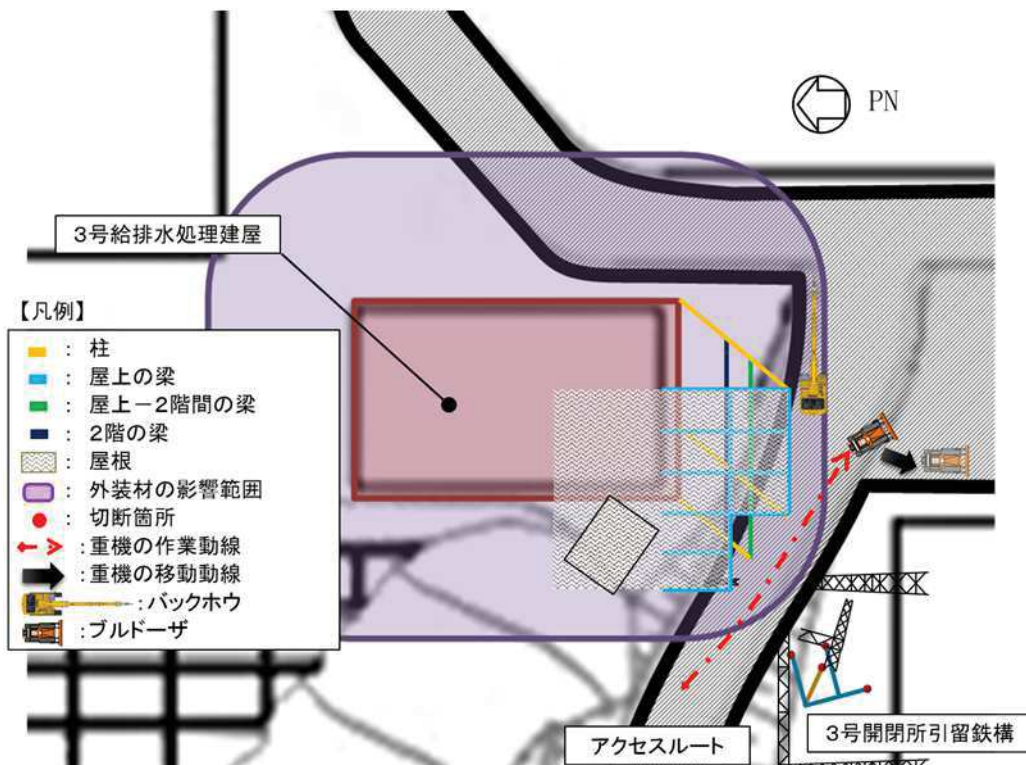 PN
3号給排水処理建屋
【凡例】
: 柱
: 屋上の梁
: 屋上－2階間の梁
: 2階の梁
: 屋根
: 外装材の影響範囲
: 切断箇所
: 重機の作業動線
: 重機の移動動線
: バックホウ
: ブルドーザ
3号開閉所引留鉄構
アクセスルート